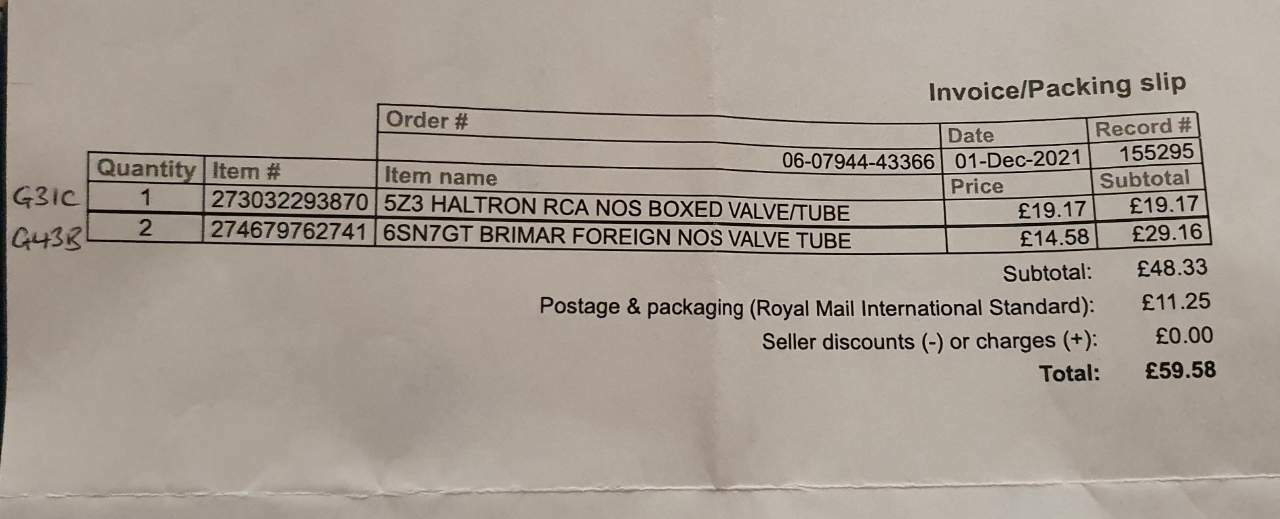 Invoice/Packing slip
Order # Date Record #
06-07944-43366 01-Dec-2021 155295
Quantity Item # Item name Price Subtotal
G31C 1 273032293870 5Z3 HALTRON RCA NOS BOXED VALVE/TUBE £19.17 £19.17
G43B 2 274679762741 6SN7GT BRIMAR FOREIGN NOS VALVE TUBE £14.58 £29.16
Subtotal: £48.33
Postage & packaging (Royal Mail International Standard): £11.25
Seller discounts (-) or charges (+): £0.00
Total: £59.58